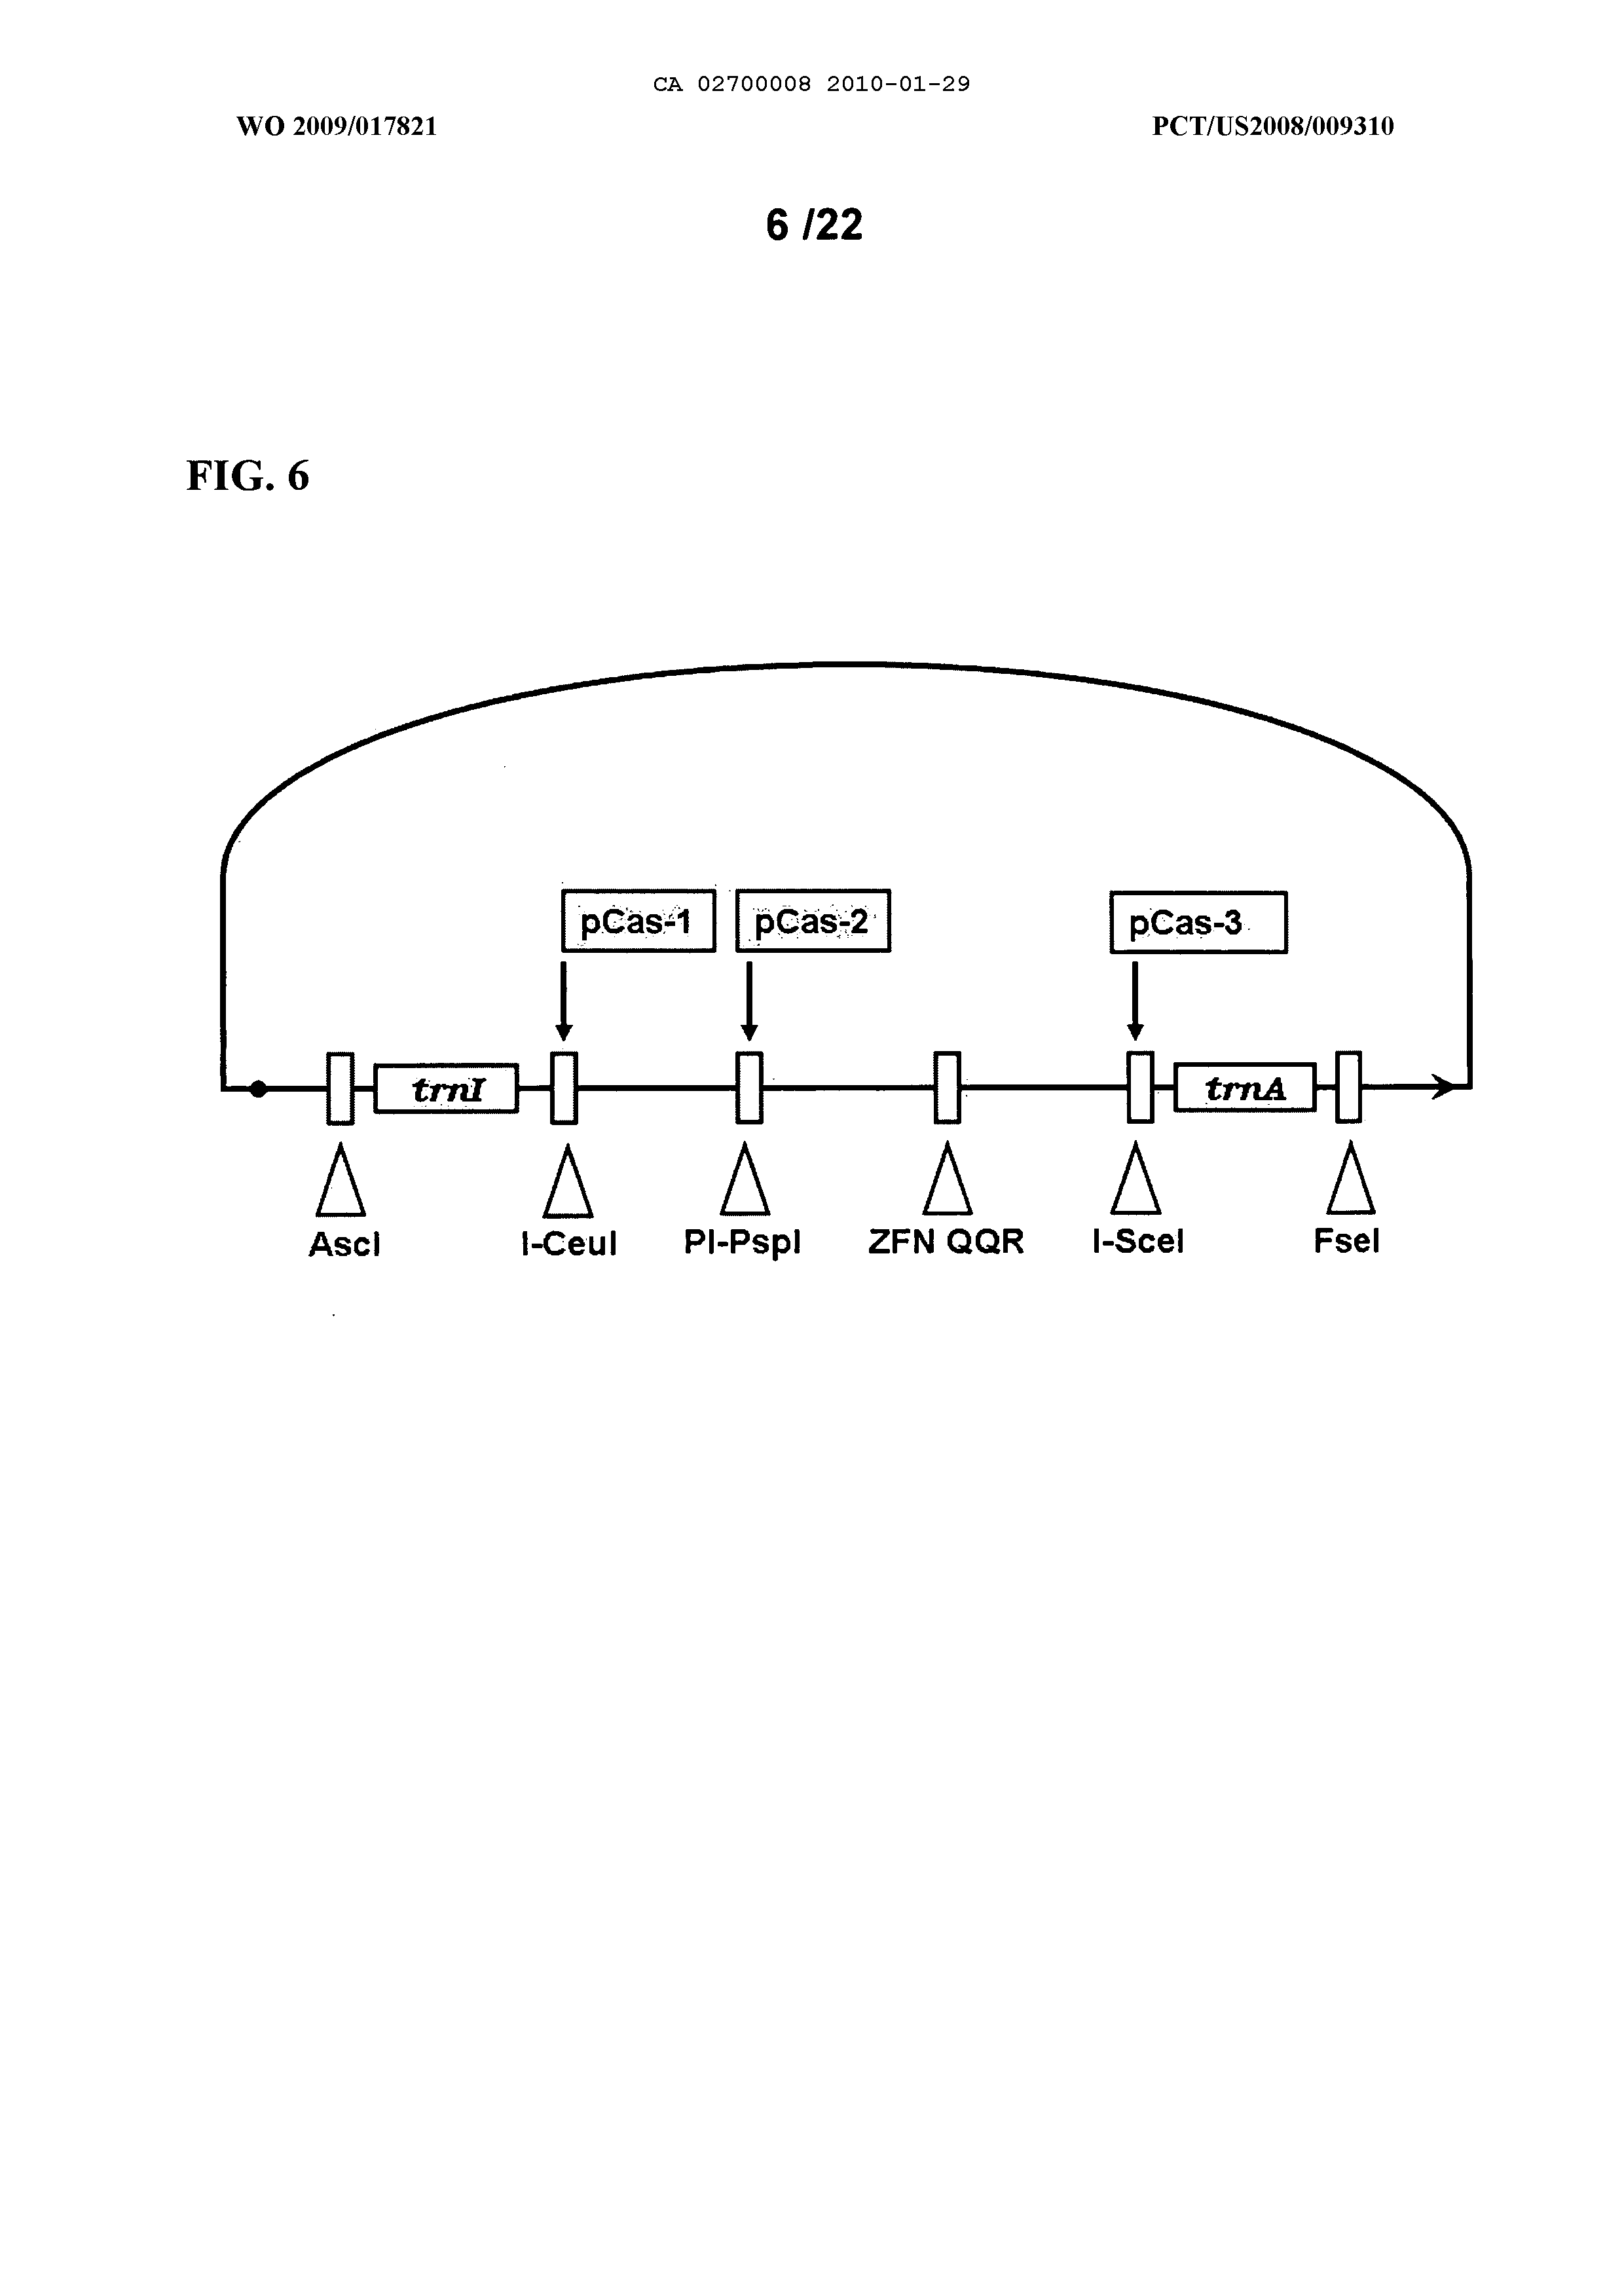 CA 02700008 2010-01-29
WO 2009/017821 PCT/US2008/009310
6 /22
FIG. 6
pCas-1 pCas-2 pCas-3
trnI trnA
AscI I-CeuI PI-PspI ZFN QQR I-SceI FseI